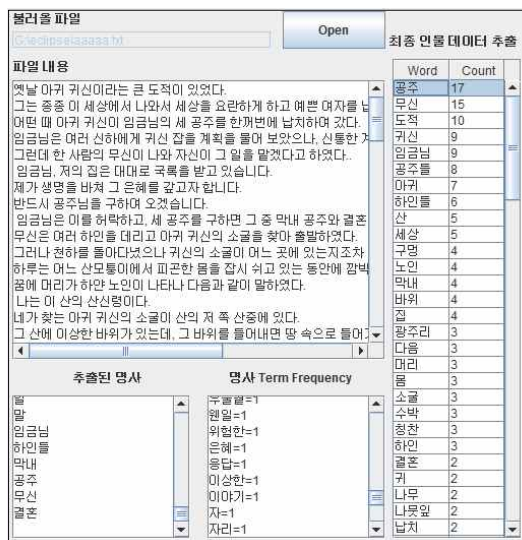 불러올 파일
G:\eclipse\aaaaa.txt
Open
파일 내용
옛날 아귀 귀신이라는 큰 도적이 있었다.
그는 종종 이 세상에 나와서 세상을 요란하게 하고 예쁜 여자를
어떤 때 아귀 귀신이 임금님의 세 공주를 한꺼번에 납치하여 갔다.
임금님은 여러 신하에게 귀신 잡을 계획을 물어 보았으나, 신통한
그런데 한 사람의 무신이 나와 자신이 그 일을 맡겠다고 하였다..
임금님, 저의 집은 대대로 국록을 받고 있습니다.
제가 생명을 바쳐 그 은혜를 갚고자 합니다.
반드시 공주님을 구하여 오겠습니다.
임금님은 이를 허락하고, 세 공주를 구하면 그 중 막내 공주와 결혼
무신은 여러 하인을 데리고 아귀 귀신의 소굴을 찾아 출발하였다.
그러나 천하를 돌아다녔으나 귀신의 소굴이 어느 곳에 있는지조차
하루는 어느 산모퉁이에서 피곤한 몸을 잠시 쉬고 있는 동안에 깜박
꿈에 머리가 하얀 노인이 나타나 다음과 같이 말하였다.
나는 이 산의 산신령이다.
네가 찾는 아귀 귀신의 소굴이 산의 저 쪽 산중에 있다.
그 산에 이상한 바위가 있는데, 그 바위를 들어내면 땅 속으로
추출된 명사
말
임금님
하인들
막내
공주
무신
결혼
명사 Term Frequency
웬일=1
위험한=1
은혜=1
응답=1
이상한=1
이야기=1
자=1
자리=1
최종 인물 데이터 추출
Word Count
공주 17
무신 15
도적 10
귀신 9
임금님 9
공주들 8
아귀 7
하인들 6
산 5
세상 5
구멍 4
노인 4
막내 4
바위 4
집 4
광주리 3
다음 3
머리 3
몸 3
소굴 3
수박 3
칭찬 3
하인 3
결혼 2
귀 2
나무 2
나뭇잎 2
납치 2